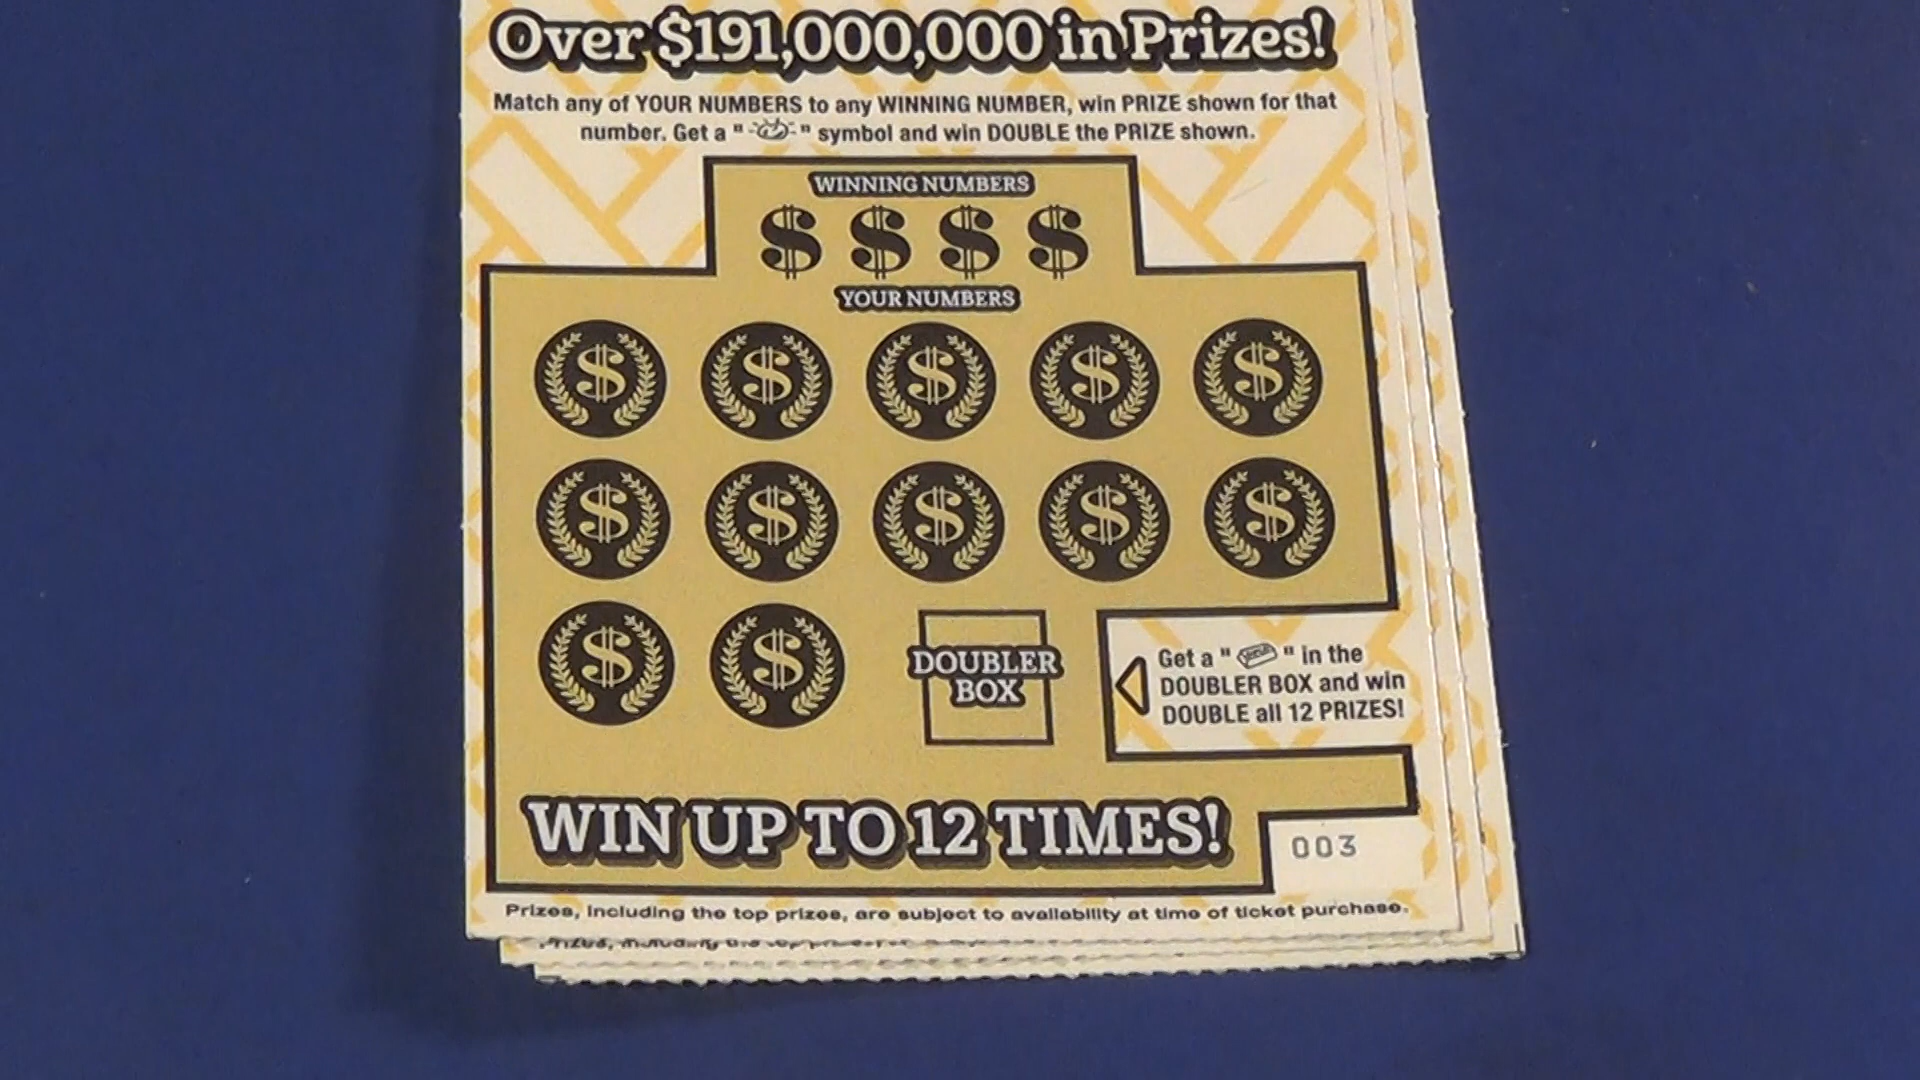 Over $191,000,000 in Prizes!
Match any of YOUR NUMBERS to any WINNING NUMBER, win PRIZE shown for that
number. Get a " " symbol and win DOUBLE the PRIZE shown.
WINNING NUMBERS
$ $ $ $
YOUR NUMBERS
$ $ $ $ $
$ $ $ $ $
$ $
DOUBLER
BOX
Get a " " in the
DOUBLER BOX and win
DOUBLE all 12 PRIZES!
WIN UP TO 12 TIMES!
003
Prizes, including the top prizes, are subject to availability at time of ticket purchase.